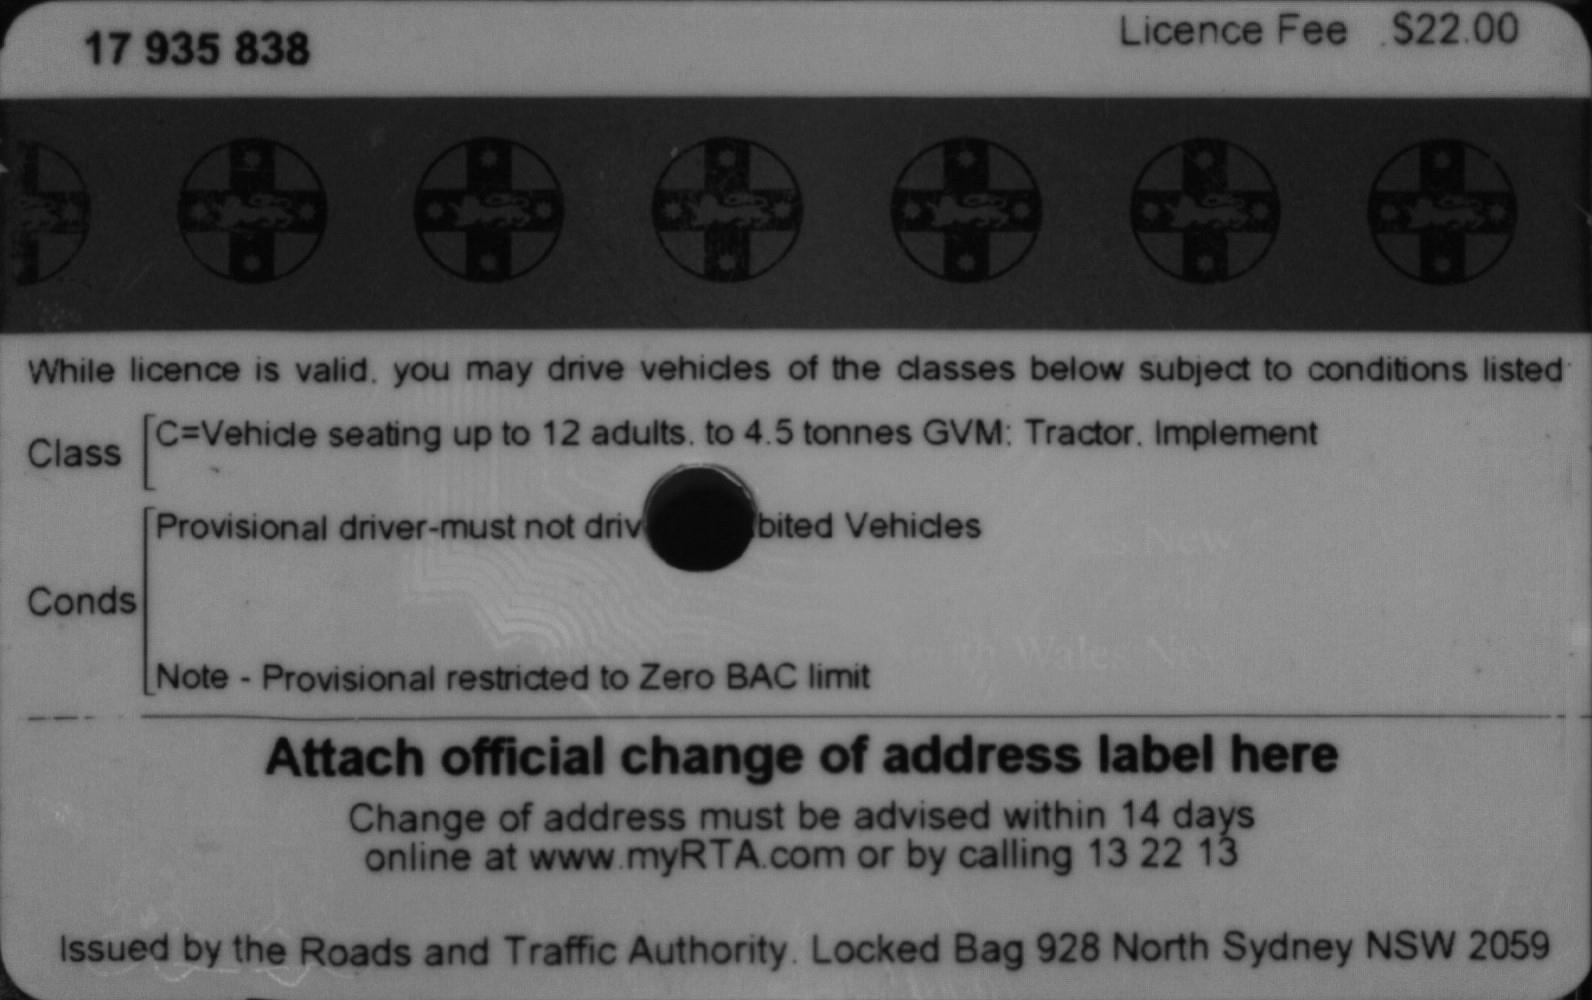 17 935 838
Licence Fee $22.00
While licence is valid, you may drive vehicles of the classes below subject to conditions listed
Class
C=Vehicle seating up to 12 adults, to 4.5 tonnes GVM; Tractor, Implement
Provisional driver-must not driv bited Vehicles
Conds
Note - Provisional restricted to Zero BAC limit
Attach official change of address label here
Change of address must be advised within 14 days
online at www.myRTA.com or by calling 13 22 13
Issued by the Roads and Traffic Authority. Locked Bag 928 North Sydney NSW 2059